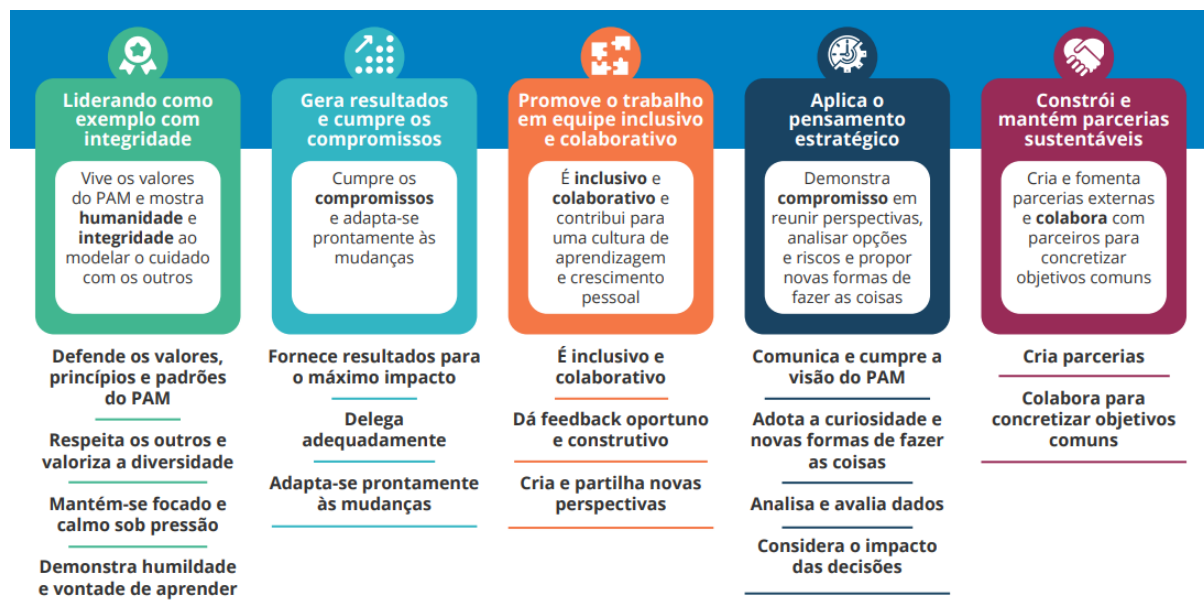 Liderando como
exemplo com
integridade
Vive os valores
do PAM e mostra
humanidade e
integridade ao
modelar o cuidado
com os outros
Defende os valores,
princípios e padrões
do PAM
Respeita os outros e
valoriza a diversidade
Mantém-se focado e
calmo sob pressão
Demonstra humildade
e vontade de aprender
Gera resultados
e cumpre os
compromissos
Cumpre os
compromissos
e adapta-se
prontamente às
mudanças
Fornece resultados para
o máximo impacto
Delega
adequadamente
Adapta-se prontamente
às mudanças
Promove o trabalho
em equipe inclusivo
e colaborativo
É inclusivo e
colaborativo e
contribui para
uma cultura de
aprendizagem
e crescimento
pessoal
É inclusivo e
colaborativo
Dá feedback oportuno
e construtivo
Cria e partilha novas
perspectivas
Aplica o
pensamento
estratégico
Demonstra
compromisso em
reunir perspectivas,
analisar opções
e riscos e propor
novas formas de
fazer as coisas
Comunica e cumpre a
visão do PAM
Adota a curiosidade e
novas formas de fazer
as coisas
Analisa e avalia dados
Considera o impacto
das decisões
Constrói e
mantém parcerias
sustentáveis
Cria e fomenta
parcerias externas
e colabora com
parceiros para
concretizar
objetivos comuns
Cria parcerias
Colabora para
concretizar objetivos
comuns